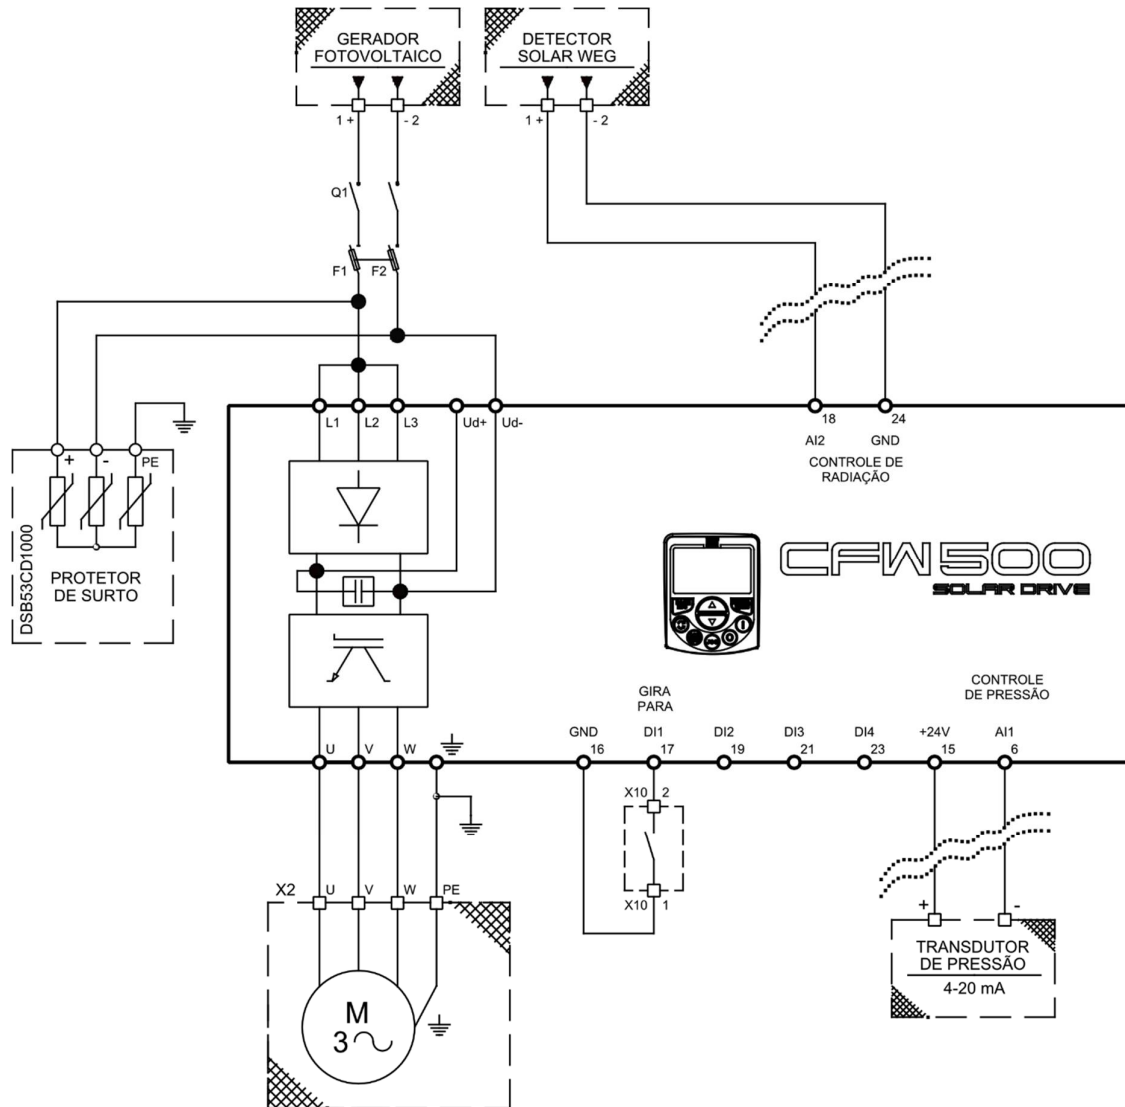 GERADOR
FOTOVOLTAICO
DETECTOR
SOLAR WEG
1 +
- 2
1 +
- 2
Q1
F1
F2
L1
L2
L3
Ud+
Ud-
18
24
AI2
GND
CONTROLE DE
RADIAÇÃO
+
-
PE
DSB53CD1000
PROTETOR
DE SURTO
CFW500
SOLAR DRIVE
GIRA
PARA
CONTROLE
DE PRESSÃO
GND
DI1
DI2
DI3
DI4
+24V
AI1
16
17
19
21
23
15
6
U
V
W
X10
2
X10
1
X2
U
V
W
PE
+
-
TRANSDUTOR
DE PRESSÃO
4-20 mA
M
3